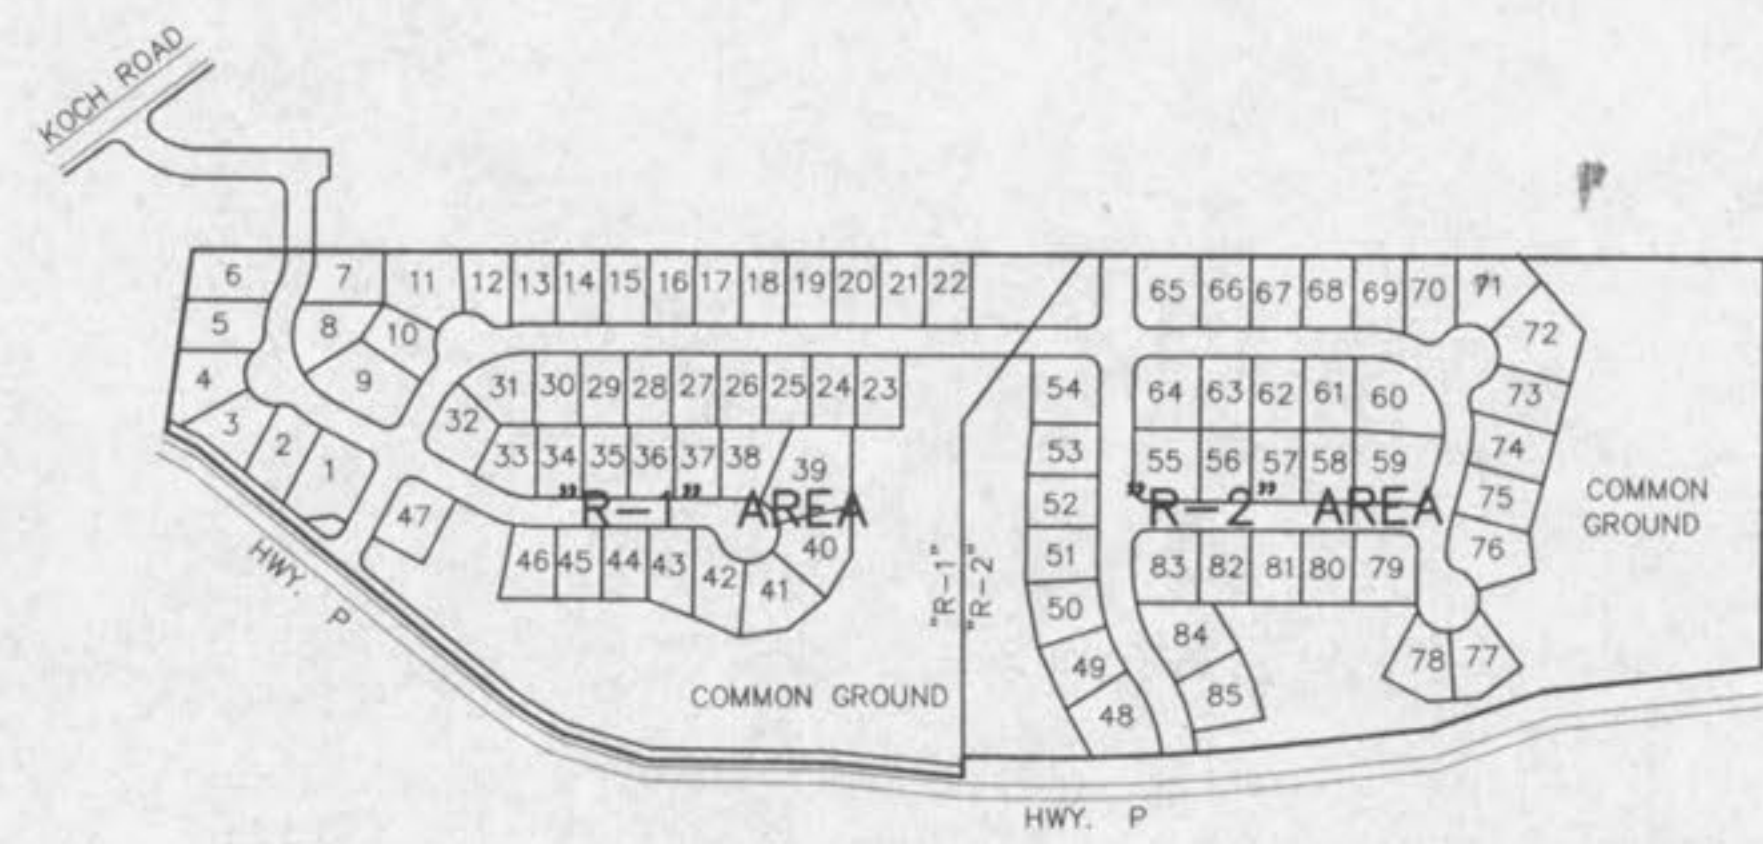 KOCH ROAD
6 7 11 12 13 14 15 16 17 18 19 20 21 22 65 66 67 68 69 70 71
5 8 10 72
4 9 31 30 29 28 27 26 25 24 23 54 64 63 62 61 60 73
3 2 1 32 33 34 35 36 37 38 39 53 55 56 57 58 59 74
47 "R-1" AREA 52 "R-2" AREA 75
COMMON
GROUND
46 45 44 43 42 41 40 51 83 82 81 80 79 76
HWY. P
"R-1"
"R-2"
50 84
49 85 78 77
48
COMMON GROUND
HWY. P